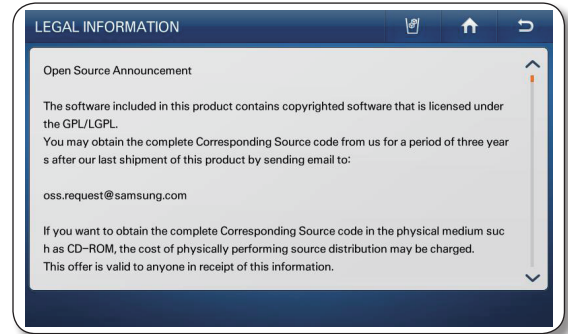 LEGAL INFORMATION
Open Source Announcement
The software included in this product contains copyrighted software that is licensed under
the GPL/LGPL.
You may obtain the complete Corresponding Source code from us for a period of three year
s after our last shipment of this product by sending email to:
oss.request@samsung.com
If you want to obtain the complete Corresponding Source code in the physical medium suc
h as CD-ROM, the cost of physically performing source distribution may be charged.
This offer is valid to anyone in receipt of this information.